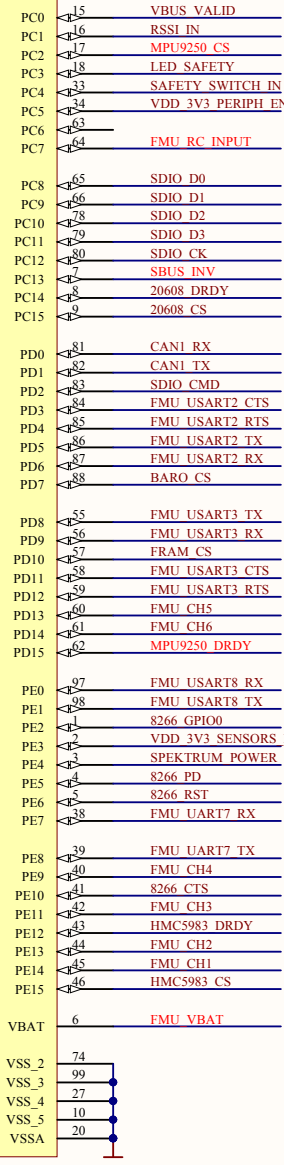 PC0 15 VBUS_VALID
PC1 16 RSSI_IN
PC2 17 MPU9250_CS
PC3 18 LED_SAFETY
PC4 33 SAFETY_SWITCH_IN
PC5 34 VDD_3V3_PERIPH_EN
PC6 63
PC7 64 FMU_RC_INPUT
PC8 65 SDIO_D0
PC9 66 SDIO_D1
PC10 78 SDIO_D2
PC11 79 SDIO_D3
PC12 80 SDIO_CK
PC13 7 SBUS_INV
PC14 8 20608_DRDY
PC15 9 20608_CS
PD0 81 CAN1_RX
PD1 82 CAN1_TX
PD2 83 SDIO_CMD
PD3 84 FMU_USART2_CTS
PD4 85 FMU_USART2_RTS
PD5 86 FMU_USART2_TX
PD6 87 FMU_USART2_RX
PD7 88 BARO_CS
PD8 55 FMU_USART3_TX
PD9 56 FMU_USART3_RX
PD10 57 FRAM_CS
PD11 58 FMU_USART3_CTS
PD12 59 FMU_USART3_RTS
PD13 60 FMU_CH5
PD14 61 FMU_CH6
PD15 62 MPU9250_DRDY
PE0 97 FMU_USART8_RX
PE1 98 FMU_USART8_TX
PE2 1 8266_GPIO0
PE3 2 VDD_3V3_SENSORS
PE4 3 SPEKTRUM_POWER
PE5 4 8266_PD
PE6 5 8266_RST
PE7 38 FMU_UART7_RX
PE8 39 FMU_UART7_TX
PE9 40 FMU_CH4
PE10 41 8266_CTS
PE11 42 FMU_CH3
PE12 43 HMC5983_DRDY
PE13 44 FMU_CH2
PE14 45 FMU_CH1
PE15 46 HMC5983_CS
VBAT 6 FMU_VBAT
VSS_2 74
VSS_3 99
VSS_4 27
VSS_5 10
VSSA 20